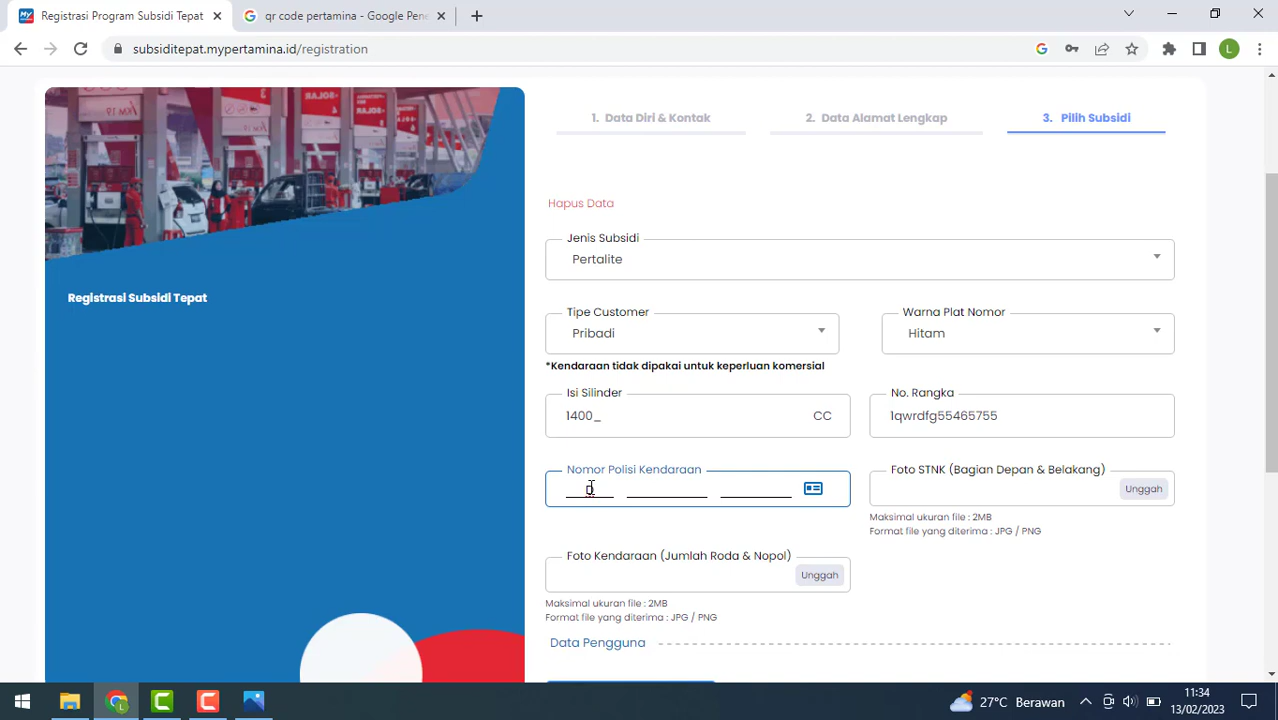 Registrasi Program Subsidi Tepat
qr code pertamina - Google Pene
subsiditepat.mypertamina.id/registration
L
1. Data Diri & Kontak
2. Data Alamat Lengkap
3. Pilih Subsidi
Hapus Data
Jenis Subsidi
Pertalite
Registrasi Subsidi Tepat
Tipe Customer
Warna Plat Nomor
Pribadi
Hitam
*Kendaraan tidak dipakai untuk keperluan komersial
Isi Silinder
No. Rangka
1400_ CC
1qwrdfg55465755
Nomor Polisi Kendaraan
Foto STNK (Bagian Depan & Belakang)
Unggah
Maksimal ukuran file : 2MB
Format file yang diterima : JPG / PNG
Foto Kendaraan (Jumlah Roda & Nopol)
Unggah
Maksimal ukuran file : 2MB
Format file yang diterima : JPG / PNG
Data Pengguna
27°C Berawan
11:34
13/02/2023